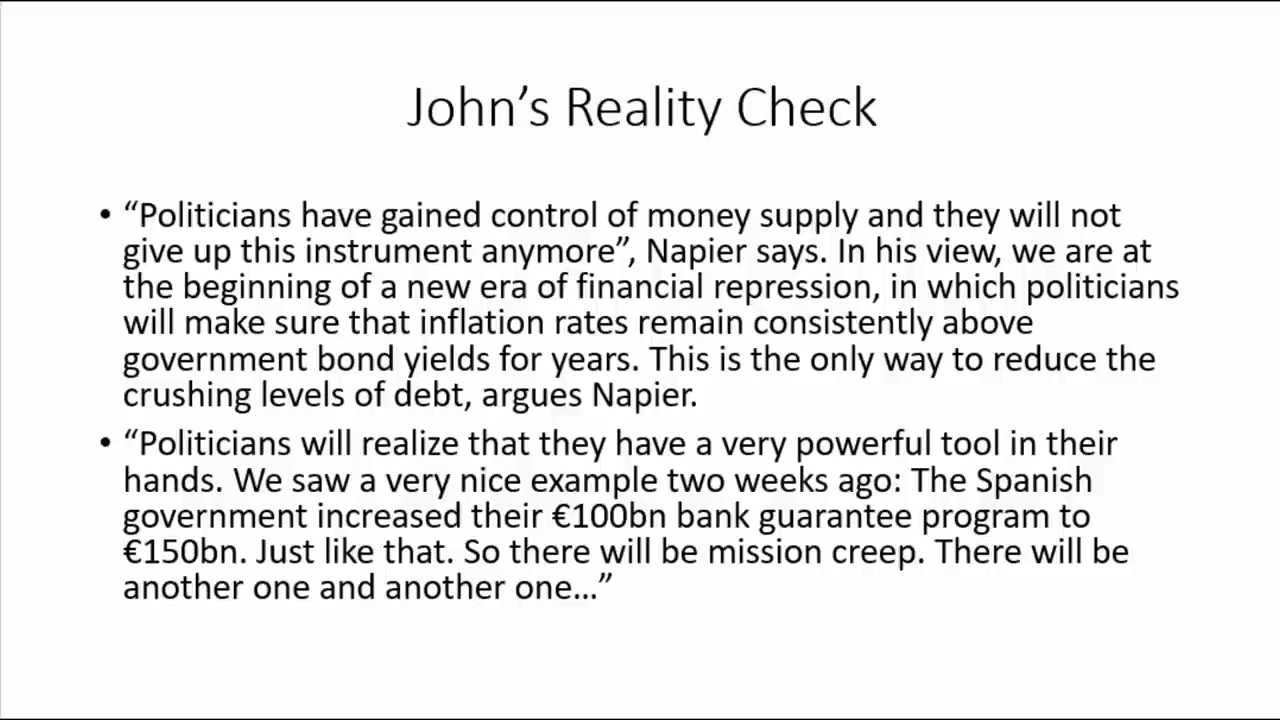 John’s Reality Check
• “Politicians have gained control of money supply and they will not
give up this instrument anymore”, Napier says. In his view, we are at
the beginning of a new era of financial repression, in which politicians
will make sure that inflation rates remain consistently above
government bond yields for years. This is the only way to reduce the
crushing levels of debt, argues Napier.
• “Politicians will realize that they have a very powerful tool in their
hands. We saw a very nice example two weeks ago: The Spanish
government increased their €100bn bank guarantee program to
€150bn. Just like that. So there will be mission creep. There will be
another one and another one…”